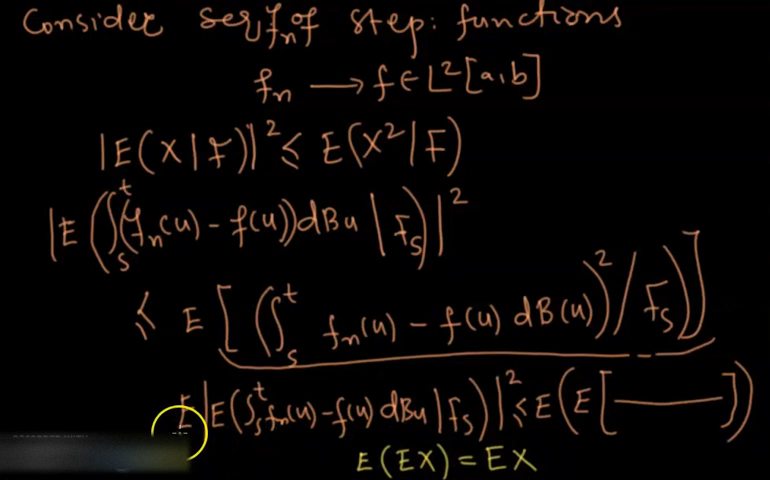 Consider seq fn of step: functions
fn → f ∈ L²[a,b]
|E(X|F)|² ≤ E(X²|F)
|E(∫ₛᵗ(fn(u) - f(u))dBu | Fs)|²
≤ E[(∫ₛᵗ fn(u) - f(u) dB(u))² / Fs)]
E|E(∫ₛᵗ fn(u) - f(u) dBu | Fs)|² ≤ E(E[———])
E(EX) = EX